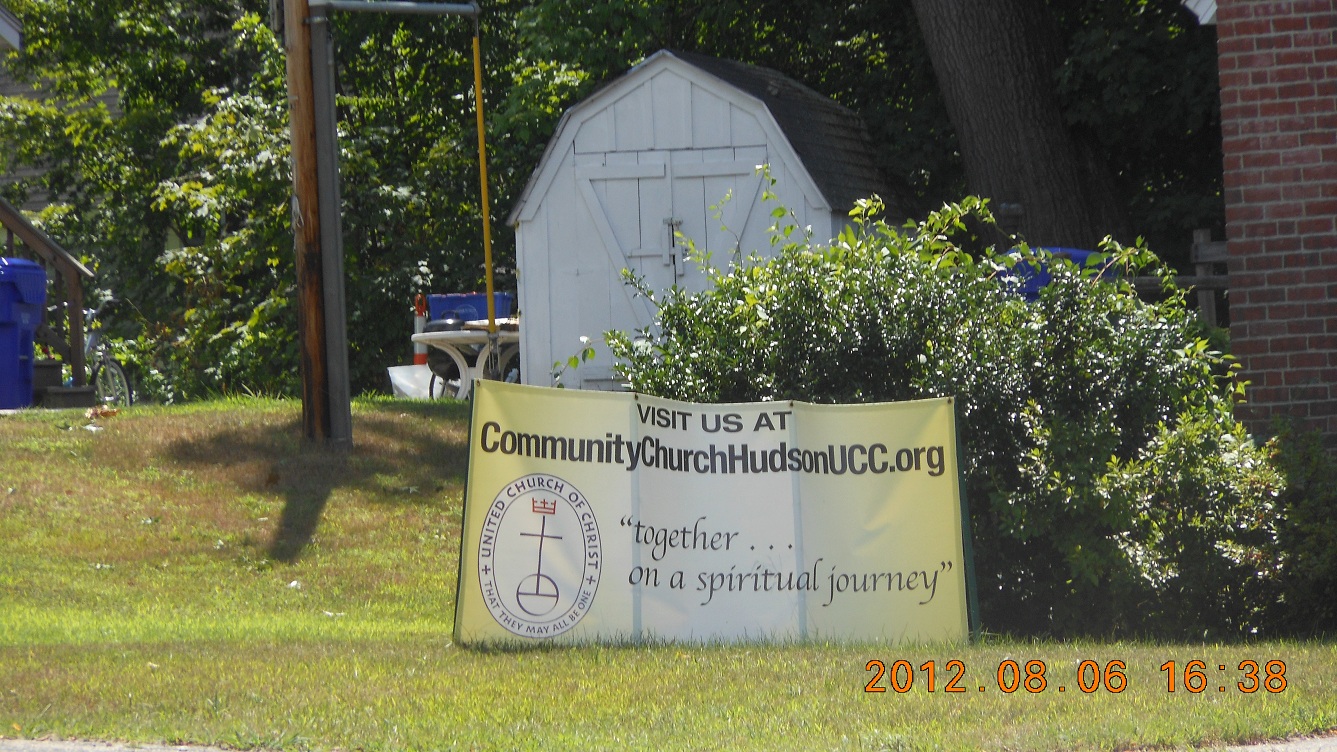 VISIT US AT
CommunityChurchHudsonUCC.org
UNITED CHURCH OF CHRIST
+ THAT THEY MAY ALL BE ONE +
“together . . .
on a spiritual journey”
2012.08.06 16:38